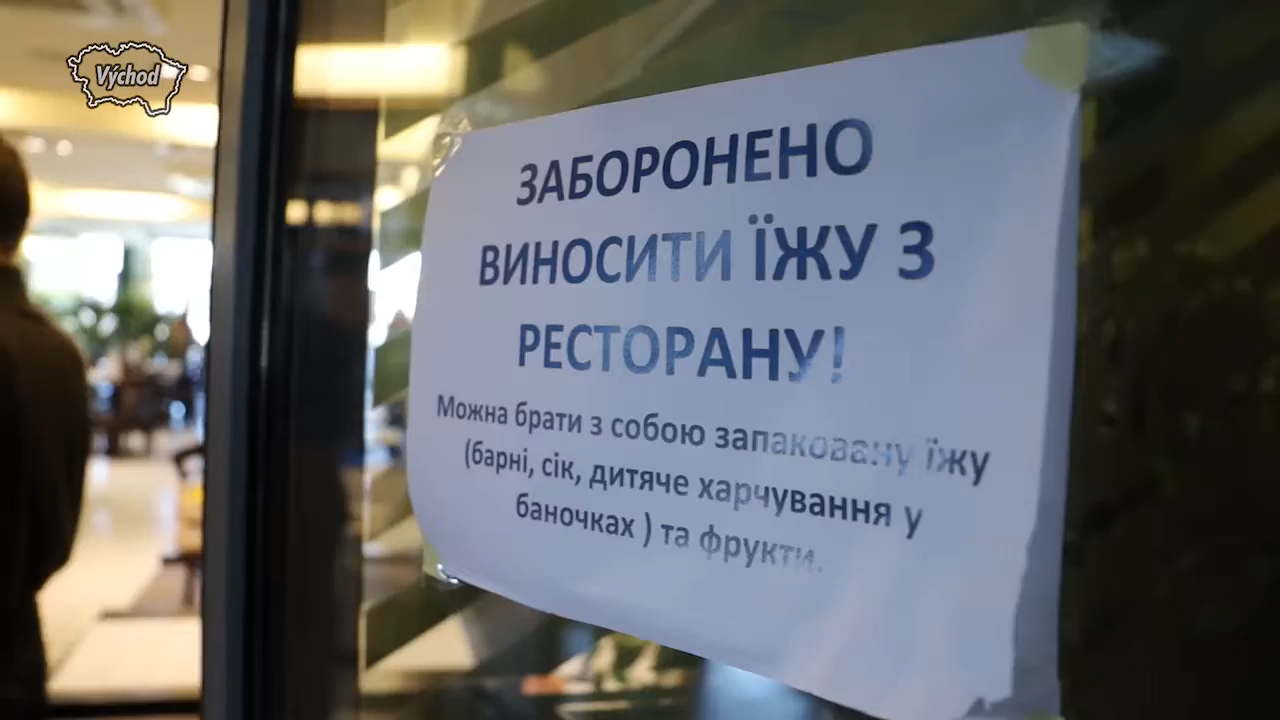 Východ
ЗАБОРОНЕНО
ВИНОСИТИ ЇЖУ З
РЕСТОРАНУ!
Можна брати з собою запаковану їжу
(барні, сік, дитяче харчування у
баночках ) та фрукти.